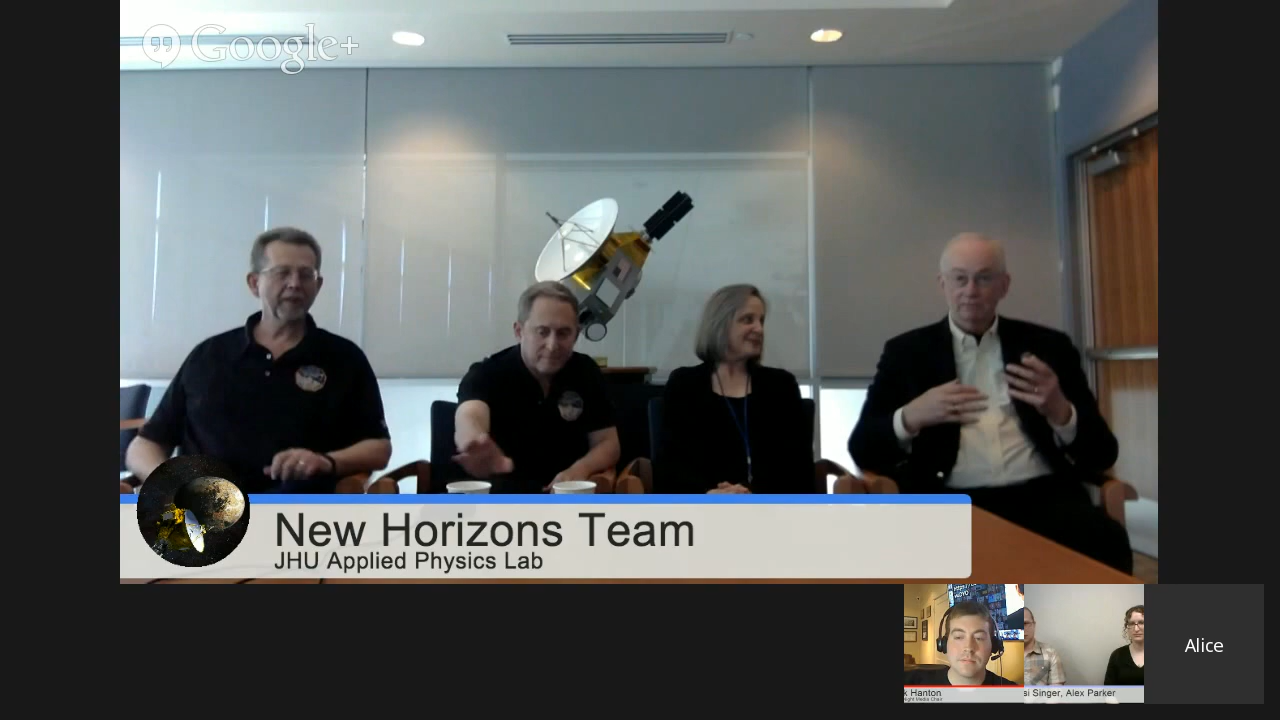 Google+
New Horizons Team
JHU Applied Physics Lab
k Hanton
si Singer, Alex Parker
Alice